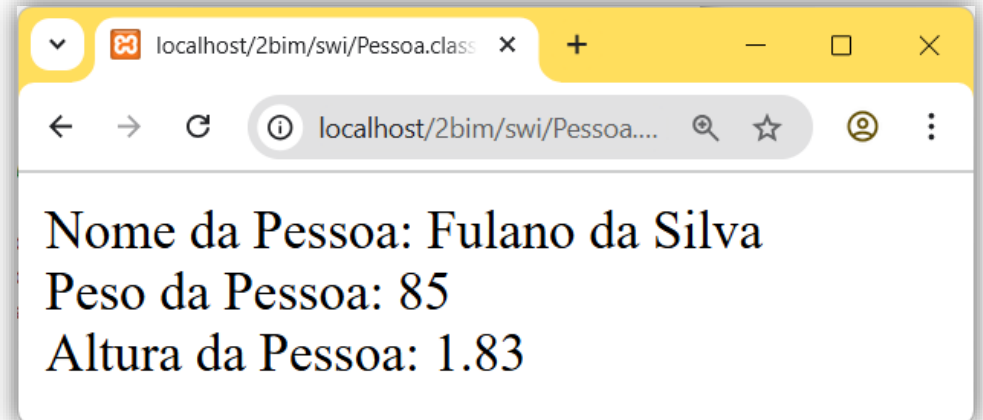 localhost/2bim/swi/Pessoa.class
localhost/2bim/swi/Pessoa....
Nome da Pessoa: Fulano da Silva
Peso da Pessoa: 85
Altura da Pessoa: 1.83